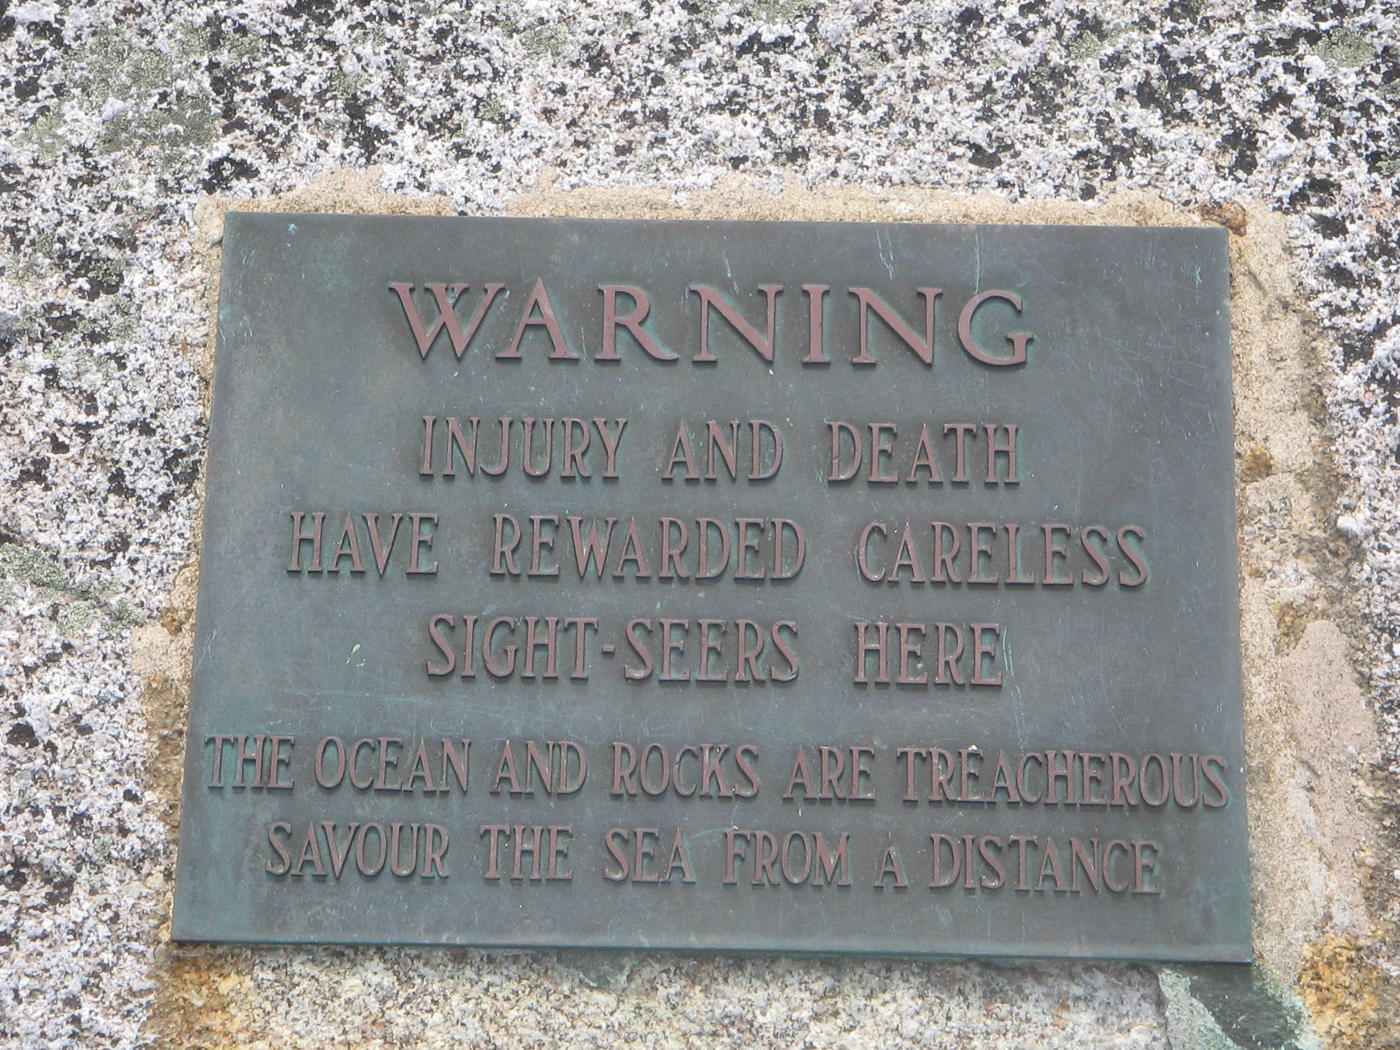 WARNING
INJURY AND DEATH
HAVE REWARDED CARELESS
SIGHT-SEERS HERE
THE OCEAN AND ROCKS ARE TREACHEROUS
SAVOUR THE SEA FROM A DISTANCE